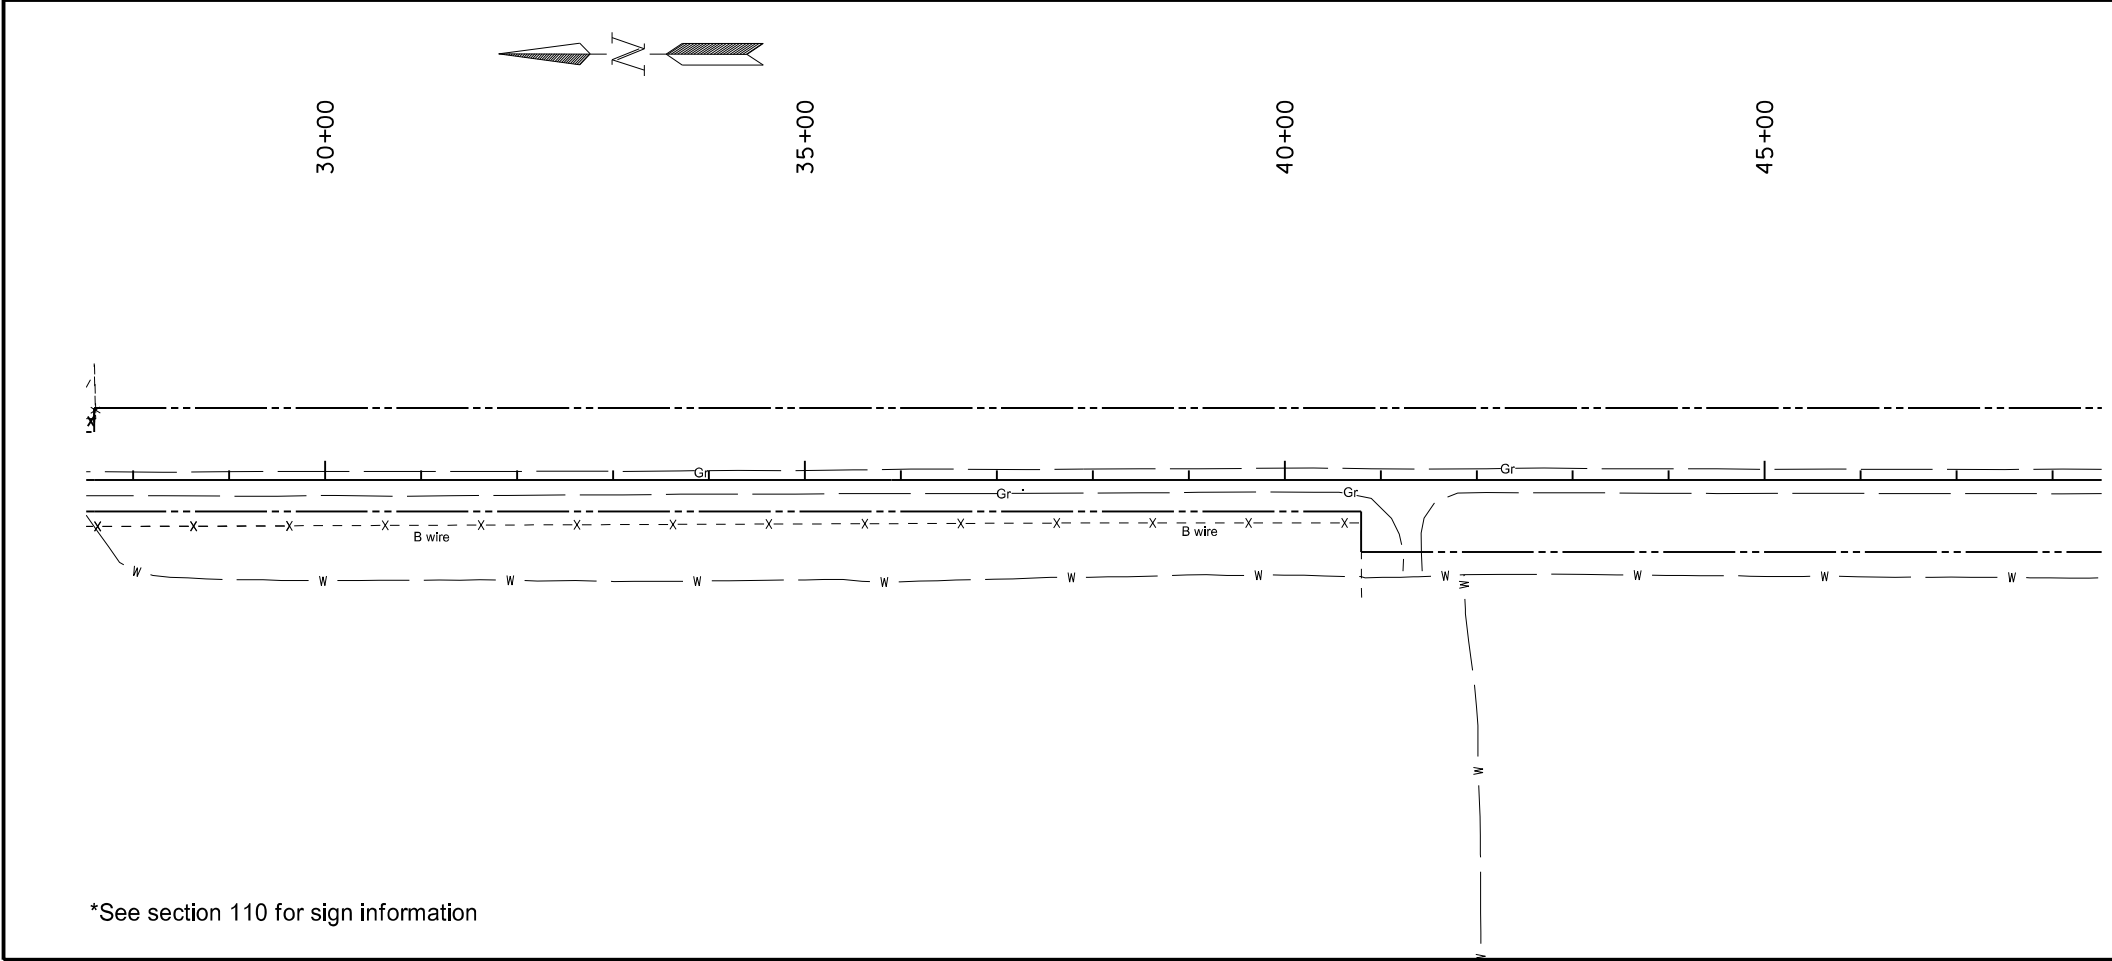 N
30+00
35+00
40+00
45+00
Gr
Gr
Gr
Gr
X X X X X X X X X X X X X X
B wire
B wire
W W W W W W W W W W W
W
W
W
*See section 110 for sign information